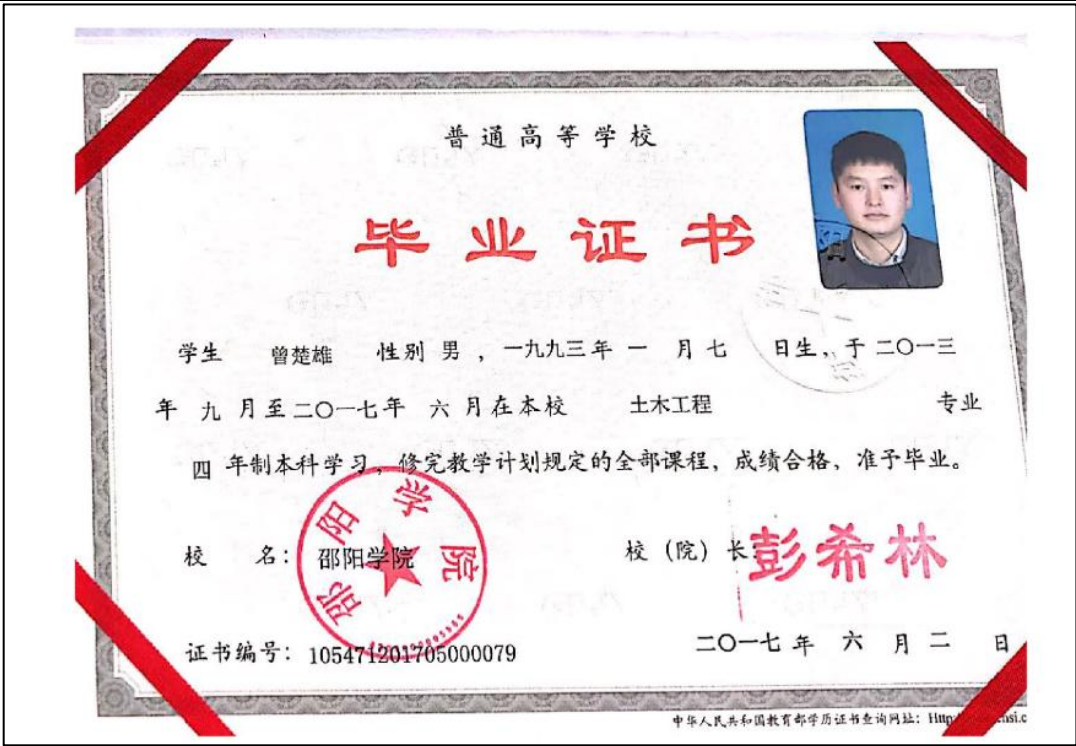 普通高等学校
毕业证书
学生 曾楚雄 性别 男 ，一九九三年 一 月 七 日生，于二〇一三
年 九 月至二〇一七年 六 月在本校 土木工程 专业
四 年制本科学习，修完教学计划规定的全部课程，成绩合格，准予毕业。
校 名： 邵阳学院 校（院）长： 彭希林
邵阳学院
证书编号： 105471201705000079 二〇一七 年 六 月 二 日
中华人民共和国教育部学历证书查询网址：